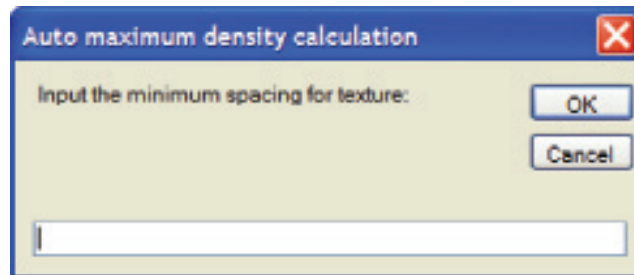 Auto maximum density calculation
Input the minimum spacing for texture:
OK
Cancel